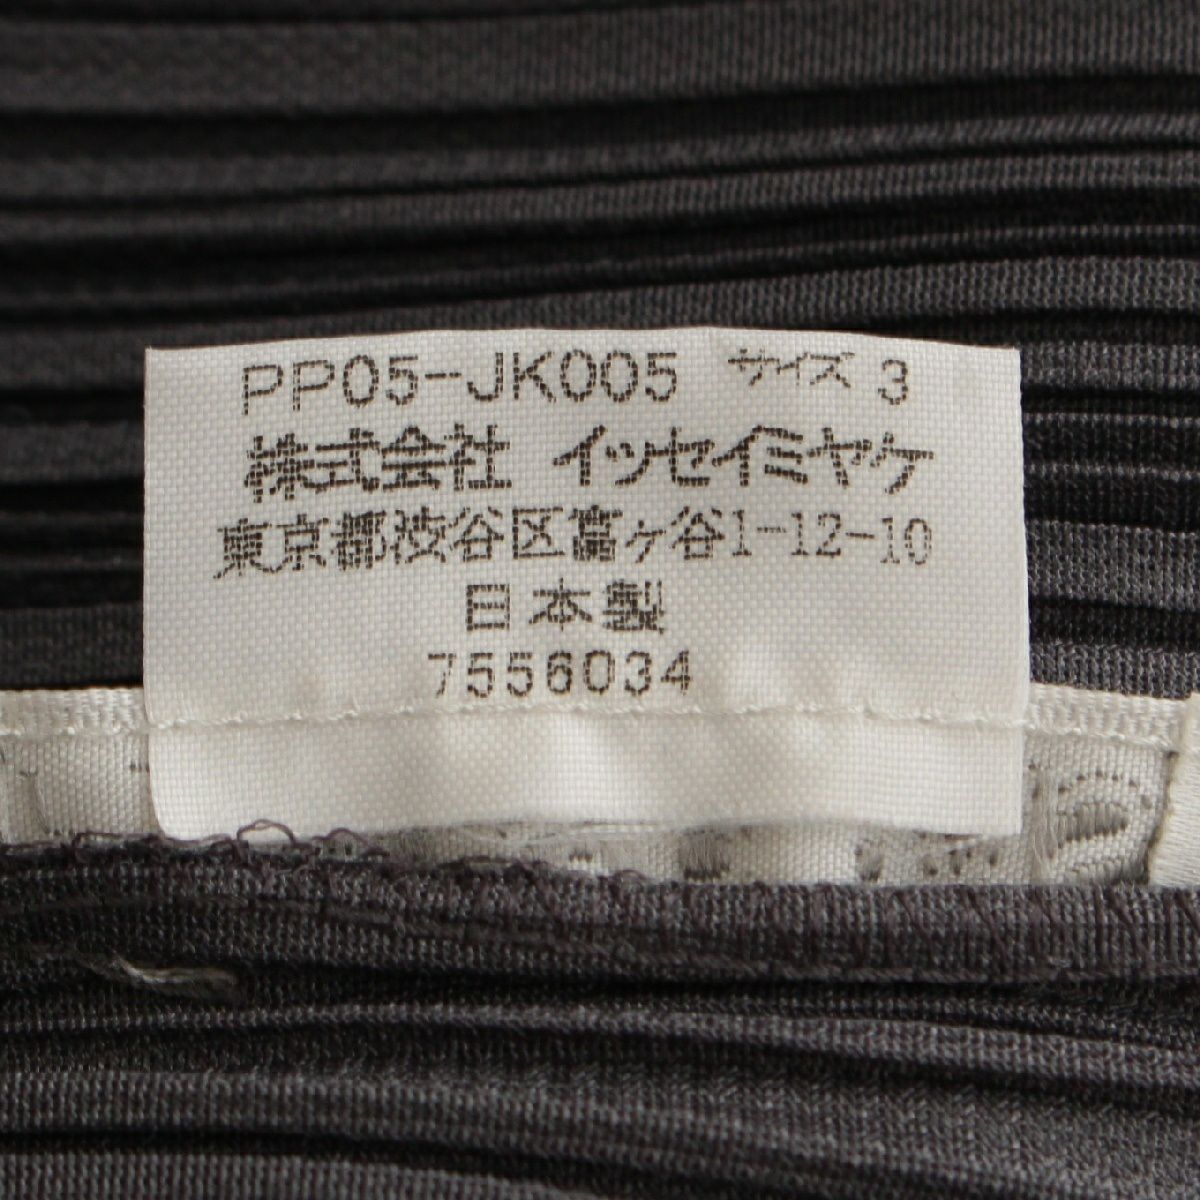 PP05-JK005 サイズ 3
株式会社 イッセイミヤケ
東京都渋谷区富ヶ谷1-12-10
日本製
7556034